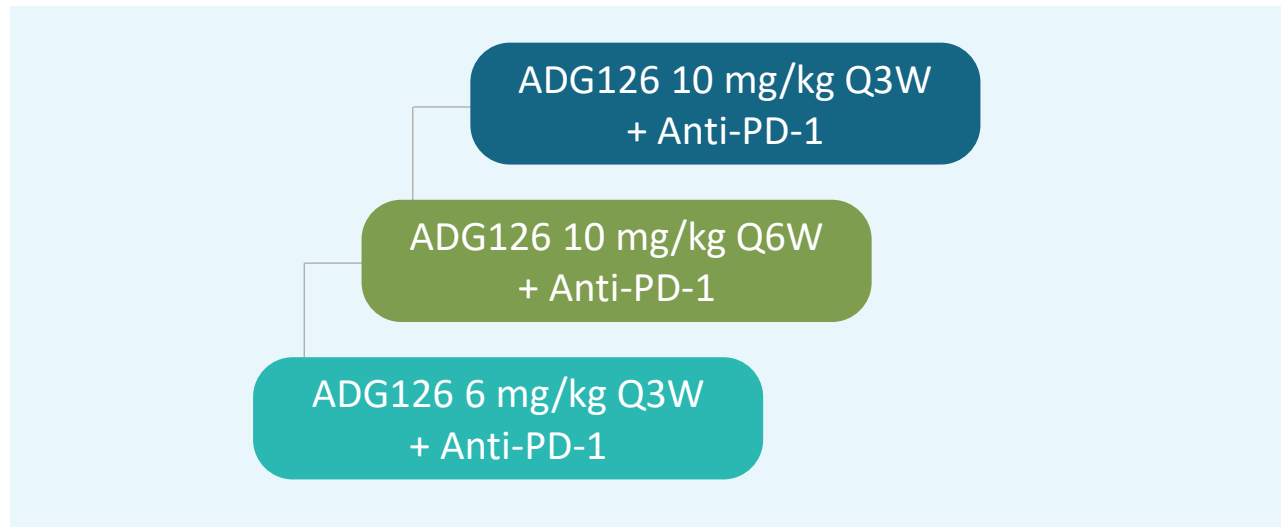 ADG126 10 mg/kg Q3W
+ Anti-PD-1
ADG126 10 mg/kg Q6W
+ Anti-PD-1
ADG126 6 mg/kg Q3W
+ Anti-PD-1